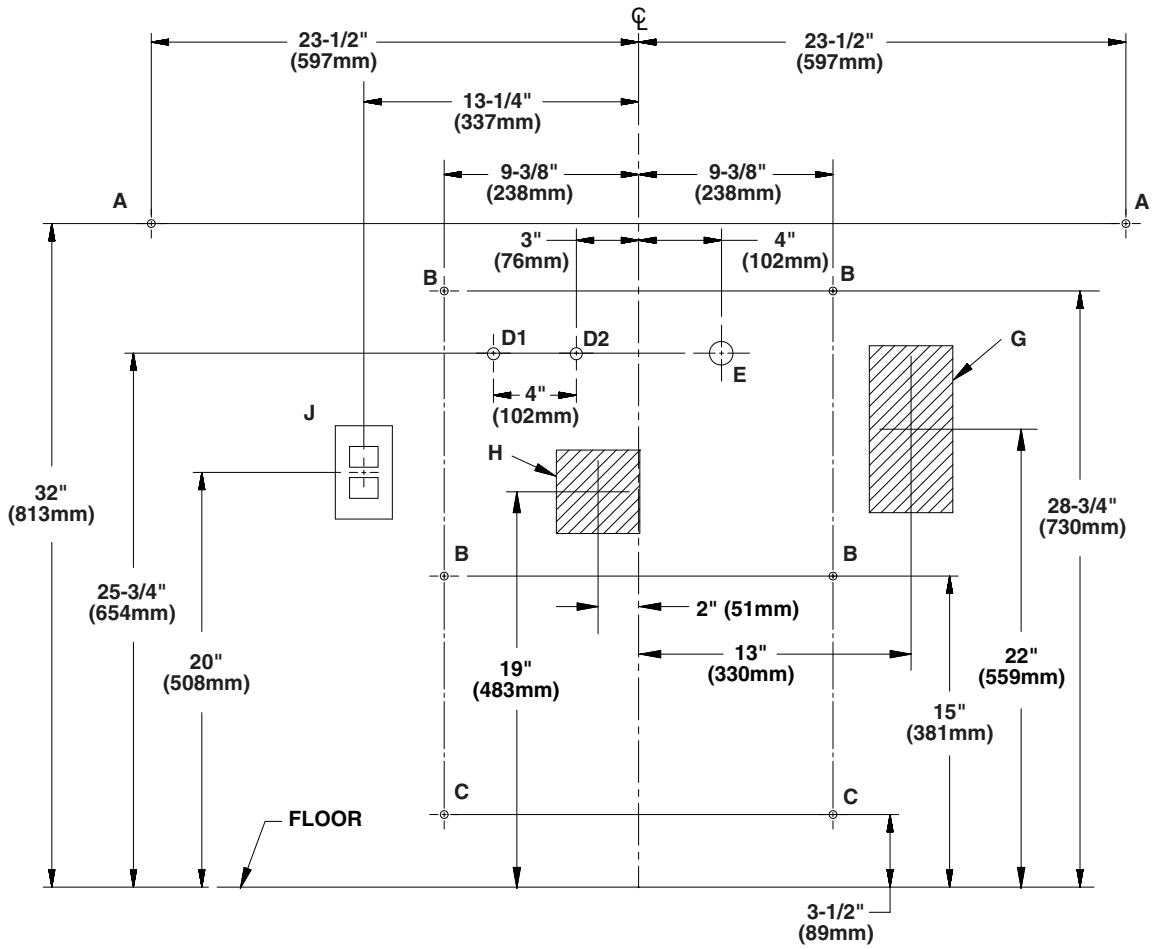 ℄
23-1/2"
(597mm)
23-1/2"
(597mm)
13-1/4"
(337mm)
9-3/8"
(238mm)
9-3/8"
(238mm)
A
A
3"
(76mm)
4"
(102mm)
B
B
D1
D2
E
G
4"
(102mm)
J
H
32"
(813mm)
28-3/4"
(730mm)
B
B
25-3/4"
(654mm)
2" (51mm)
20"
(508mm)
19"
(483mm)
13"
(330mm)
22"
(559mm)
15"
(381mm)
C
C
FLOOR
3-1/2"
(89mm)